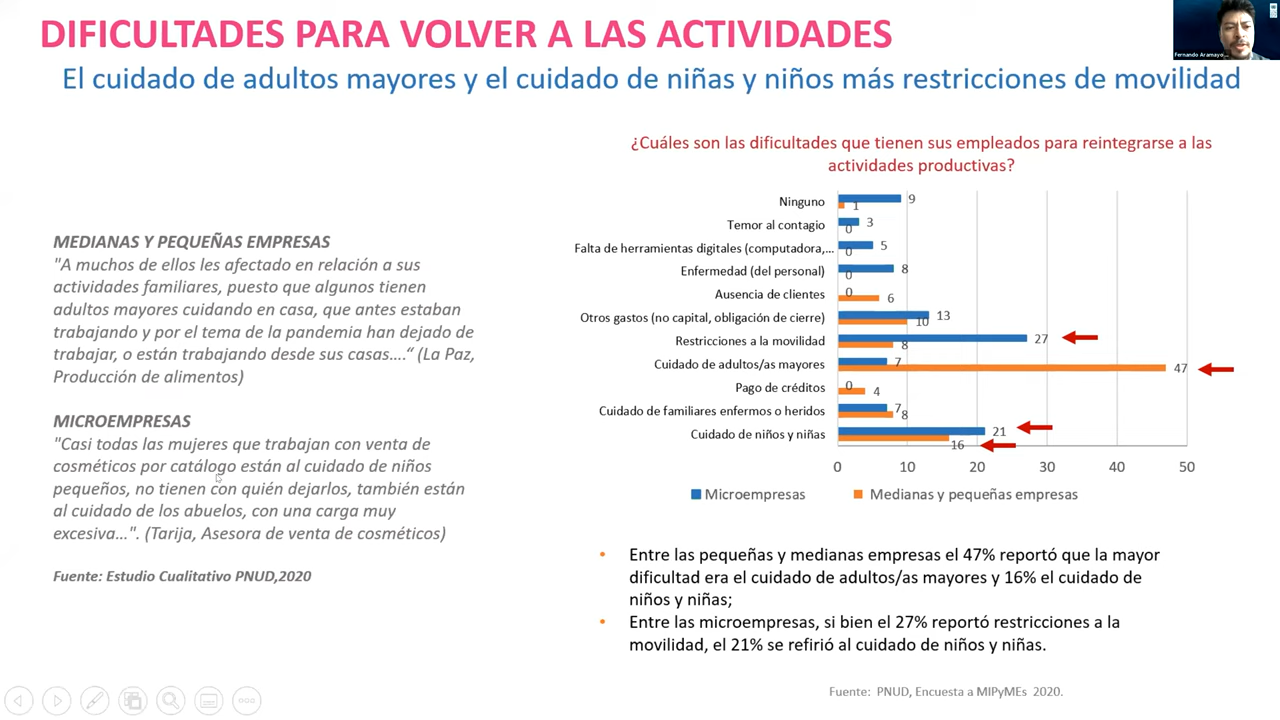 DIFICULTADES PARA VOLVER A LAS ACTIVIDADES
El cuidado de adultos mayores y el cuidado de niñas y niños más restricciones de movilidad
Fernando Aramayo
MEDIANAS Y PEQUEÑAS EMPRESAS
"A muchos de ellos les afectado en relación a sus
actividades familiares, puesto que algunos tienen
adultos mayores cuidando en casa, que antes estaban
trabajando y por el tema de la pandemia han dejado de
trabajar, o están trabajando desde sus casas....“ (La Paz,
Producción de alimentos)
MICROEMPRESAS
"Casi todas las mujeres que trabajan con venta de
cosméticos por catálogo están al cuidado de niños
pequeños, no tienen con quién dejarlos, también están
al cuidado de los abuelos, con una carga muy
excesiva…". (Tarija, Asesora de venta de cosméticos)
Fuente: Estudio Cualitativo PNUD,2020
¿Cuáles son las dificultades que tienen sus empleados para reintegrarse a las
actividades productivas?
Ninguno 9 1
Temor al contagio 3 0
Falta de herramientas digitales (computadora,… 5 0
Enfermedad (del personal) 8 0
Ausencia de clientes 0 6
Otros gastos (no capital, obligación de cierre) 13 10
Restricciones a la movilidad 27 8
Cuidado de adultos/as mayores 7 47
Pago de créditos 0 4
Cuidado de familiares enfermos o heridos 7 8
Cuidado de niños y niñas 21 16
0 10 20 30 40 50
Microempresas Medianas y pequeñas empresas
• Entre las pequeñas y medianas empresas el 47% reportó que la mayor
dificultad era el cuidado de adultos/as mayores y 16% el cuidado de
niños y niñas;
• Entre las microempresas, si bien el 27% reportó restricciones a la
movilidad, el 21% se refirió al cuidado de niños y niñas.
Fuente: PNUD, Encuesta a MIPyMEs 2020.